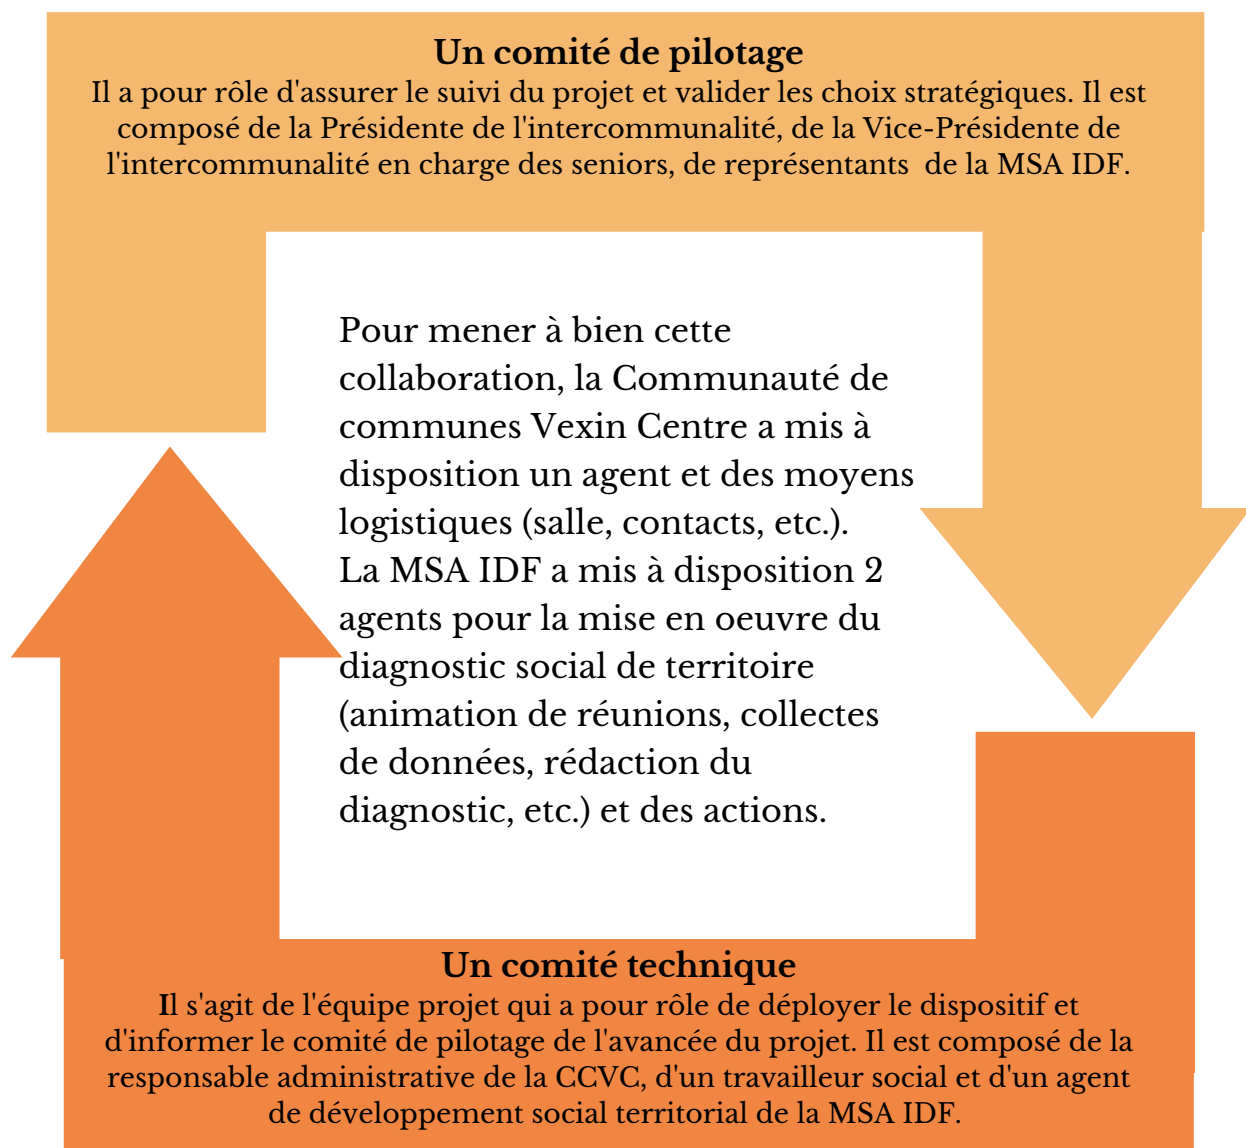 Un comité de pilotage
Il a pour rôle d'assurer le suivi du projet et valider les choix stratégiques. Il est
composé de la Présidente de l'intercommunalité, de la Vice-Présidente de
l'intercommunalité en charge des seniors, de représentants  de la MSA IDF.
Pour mener à bien cette
collaboration, la Communauté de
communes Vexin Centre a mis à
disposition un agent et des moyens
logistiques (salle, contacts, etc.).
La MSA IDF a mis à disposition 2
agents pour la mise en oeuvre du
diagnostic social de territoire
(animation de réunions, collectes
de données, rédaction du
diagnostic, etc.) et des actions.
Un comité technique
Il s'agit de l'équipe projet qui a pour rôle de déployer le dispositif et
d'informer le comité de pilotage de l'avancée du projet. Il est composé de la
responsable administrative de la CCVC, d'un travailleur social et d'un agent
de développement social territorial de la MSA IDF.